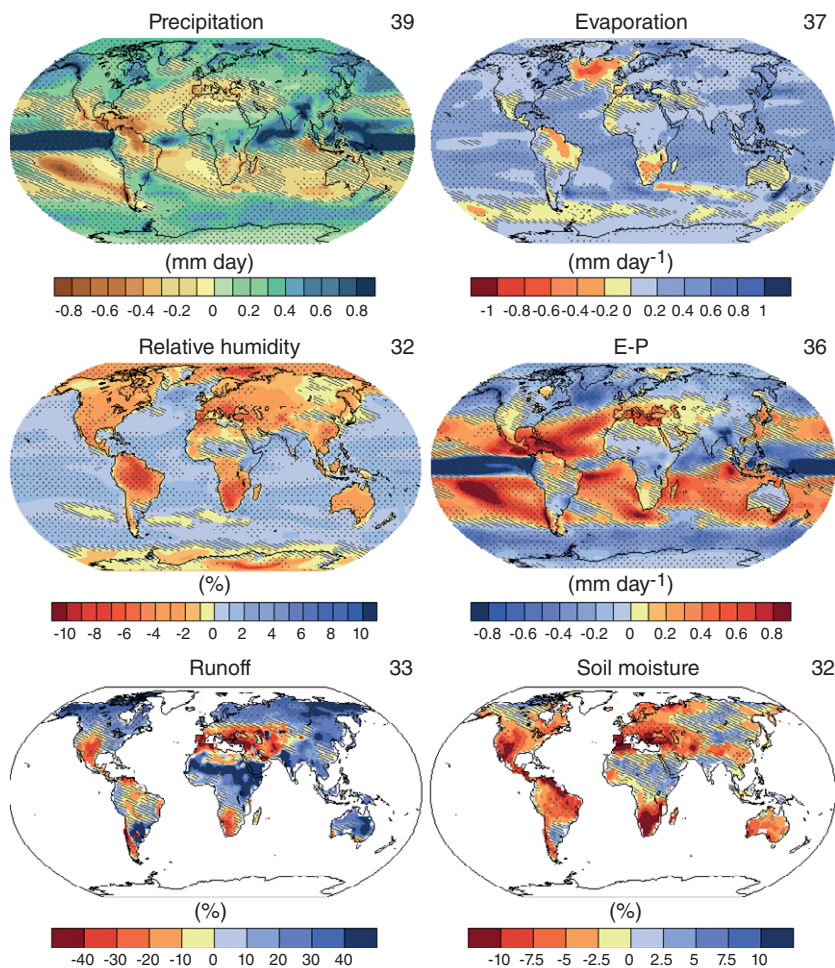 Precipitation 39
Evaporation 37
(mm day)
-0.8 -0.4 0 0.4 0.8
-0.6 -0.2 0.2 0.6
(mm day-1)
-1 -0.8 -0.6 -0.4 -0.2 0 0.2 0.4 0.6 0.8 1
Relative humidity 32
E-P 36
(%)
-10 -8 -6 -4 -2 0 2 4 6 8 10
(mm day-1)
-0.8 -0.6 -0.4 -0.2 0 0.2 0.4 0.6 0.8
Runoff 33
Soil moisture 32
(%)
-40 -30 -20 -10 0 10 20 30 40
(%)
-10 -7.5 -5 -2.5 0 2.5 5 7.5 10